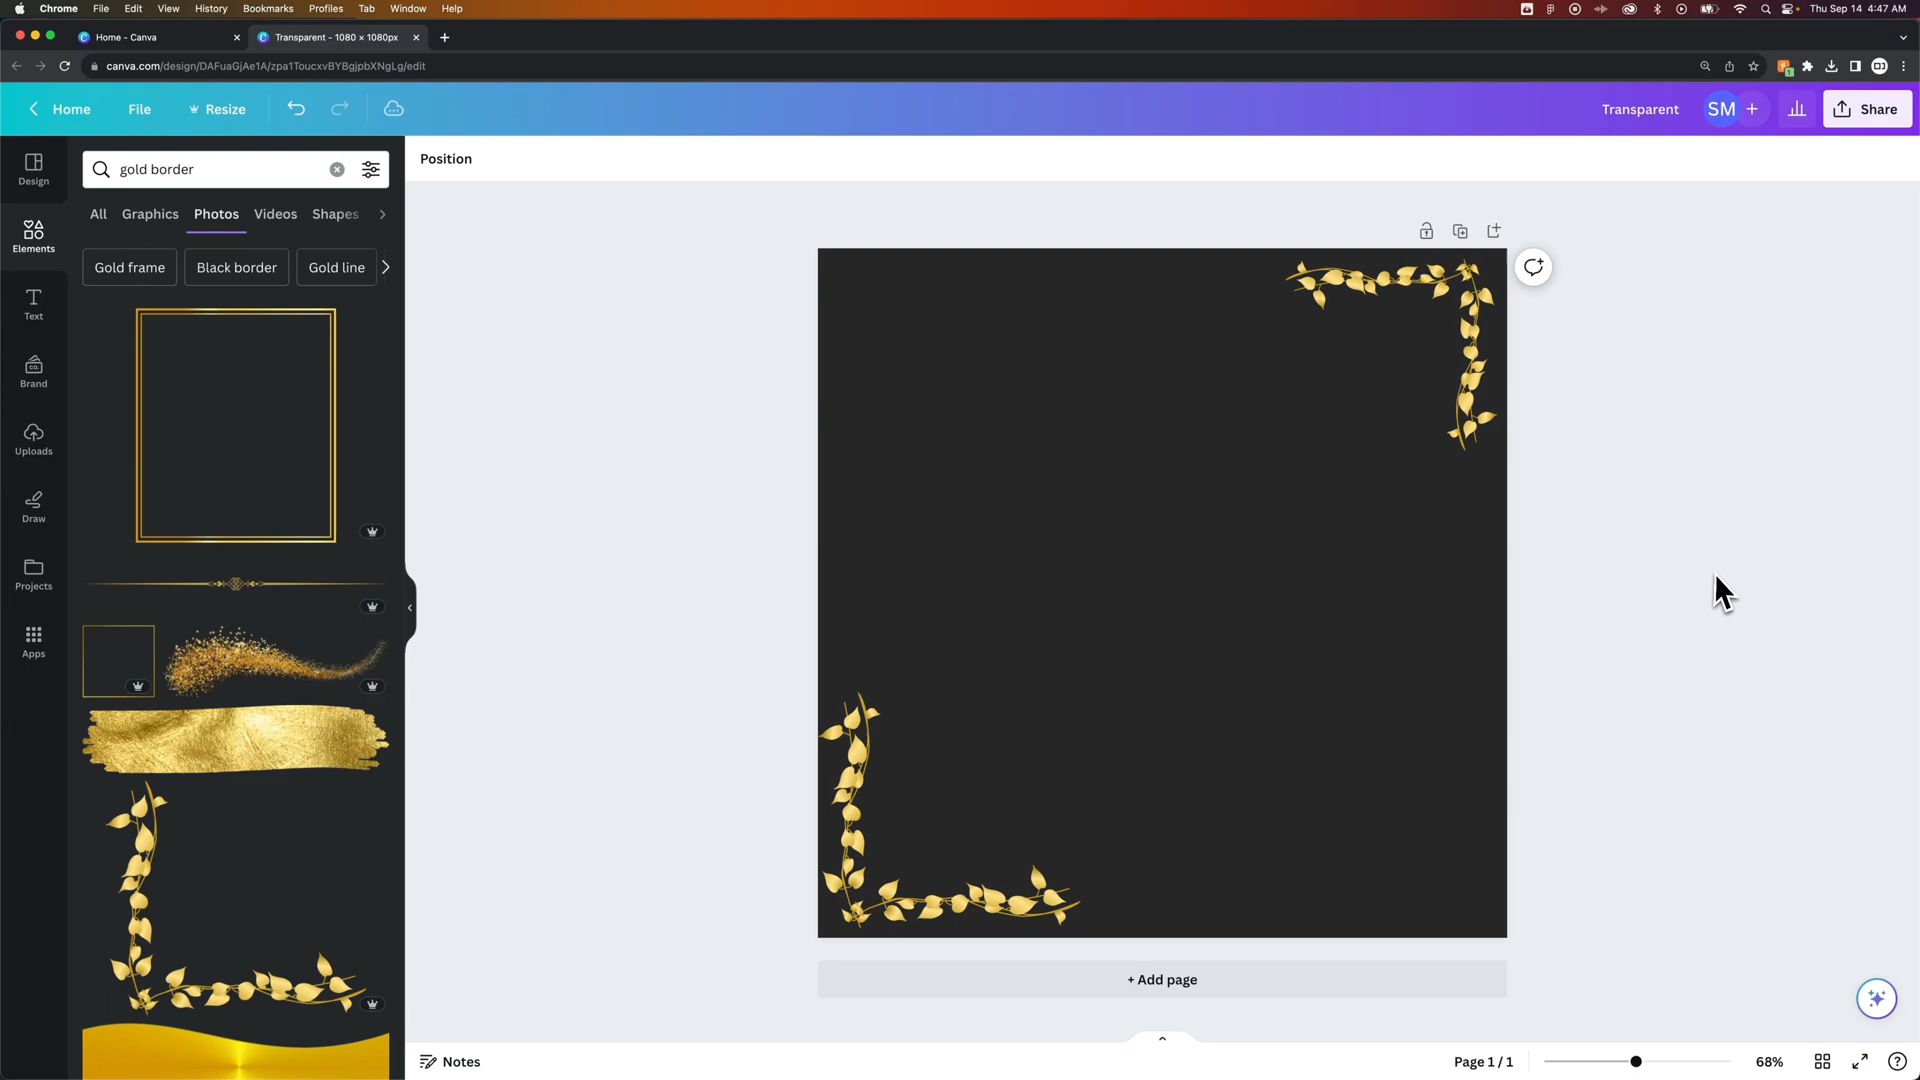 Chrome File Edit View History Bookmarks Profiles Tab Window Help Thu Sep 14 4:47 AM
Home - Canva Transparent - 1080 × 1080px
canva.com/design/DAFuaGjAe1A/zpa1ToucxvBYBgjpbXNgLg/edit
Home File Resize Transparent SM + Share
Design
Elements
Text
Brand
Uploads
Draw
Projects
Apps
gold border
All Graphics Photos Videos Shapes
Gold frame Black border Gold line
Position
+ Add page
Notes Page 1 / 1 68%